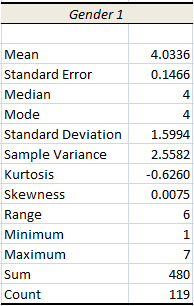 Gender 1
Mean 4.0336
Standard Error 0.1466
Median 4
Mode 4
Standard Deviation 1.5994
Sample Variance 2.5582
Kurtosis -0.6260
Skewness 0.0075
Range 6
Minimum 1
Maximum 7
Sum 480
Count 119